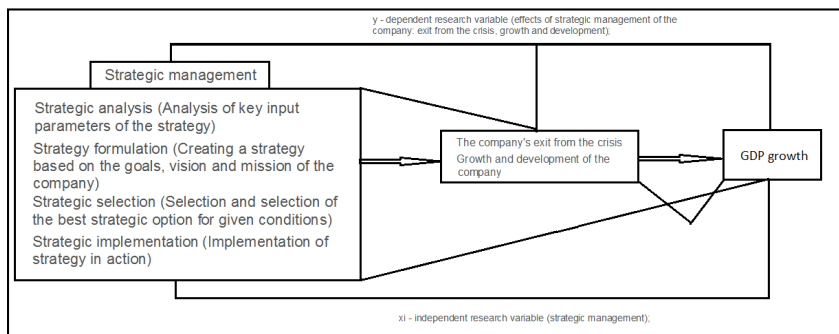 y - dependent research variable (effects of strategic management of the
company: exit from the crisis, growth and development);
Strategic management
Strategic analysis (Analysis of key input
parameters of the strategy)
Strategy formulation (Creating a strategy
based on the goals, vision and mission of the
company)
Strategic selection (Selection and selection of
the best strategic option for given conditions)
Strategic implementation (Implementation of
strategy in action)
The company's exit from the crisis
Growth and development of the
company
GDP growth
xi - independent research variable (strategic management);